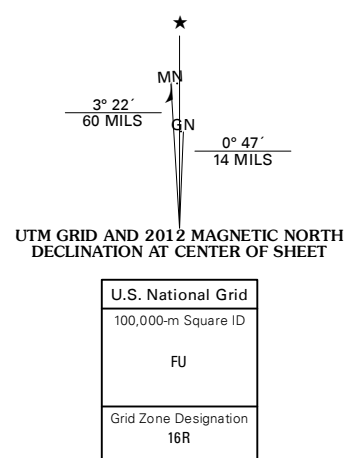 ★
MN
3° 22´
60 MILS
GN
0° 47´
14 MILS
UTM GRID AND 2012 MAGNETIC NORTH
DECLINATION AT CENTER OF SHEET
U.S. National Grid
100,000-m Square ID
FU
Grid Zone Designation
16R